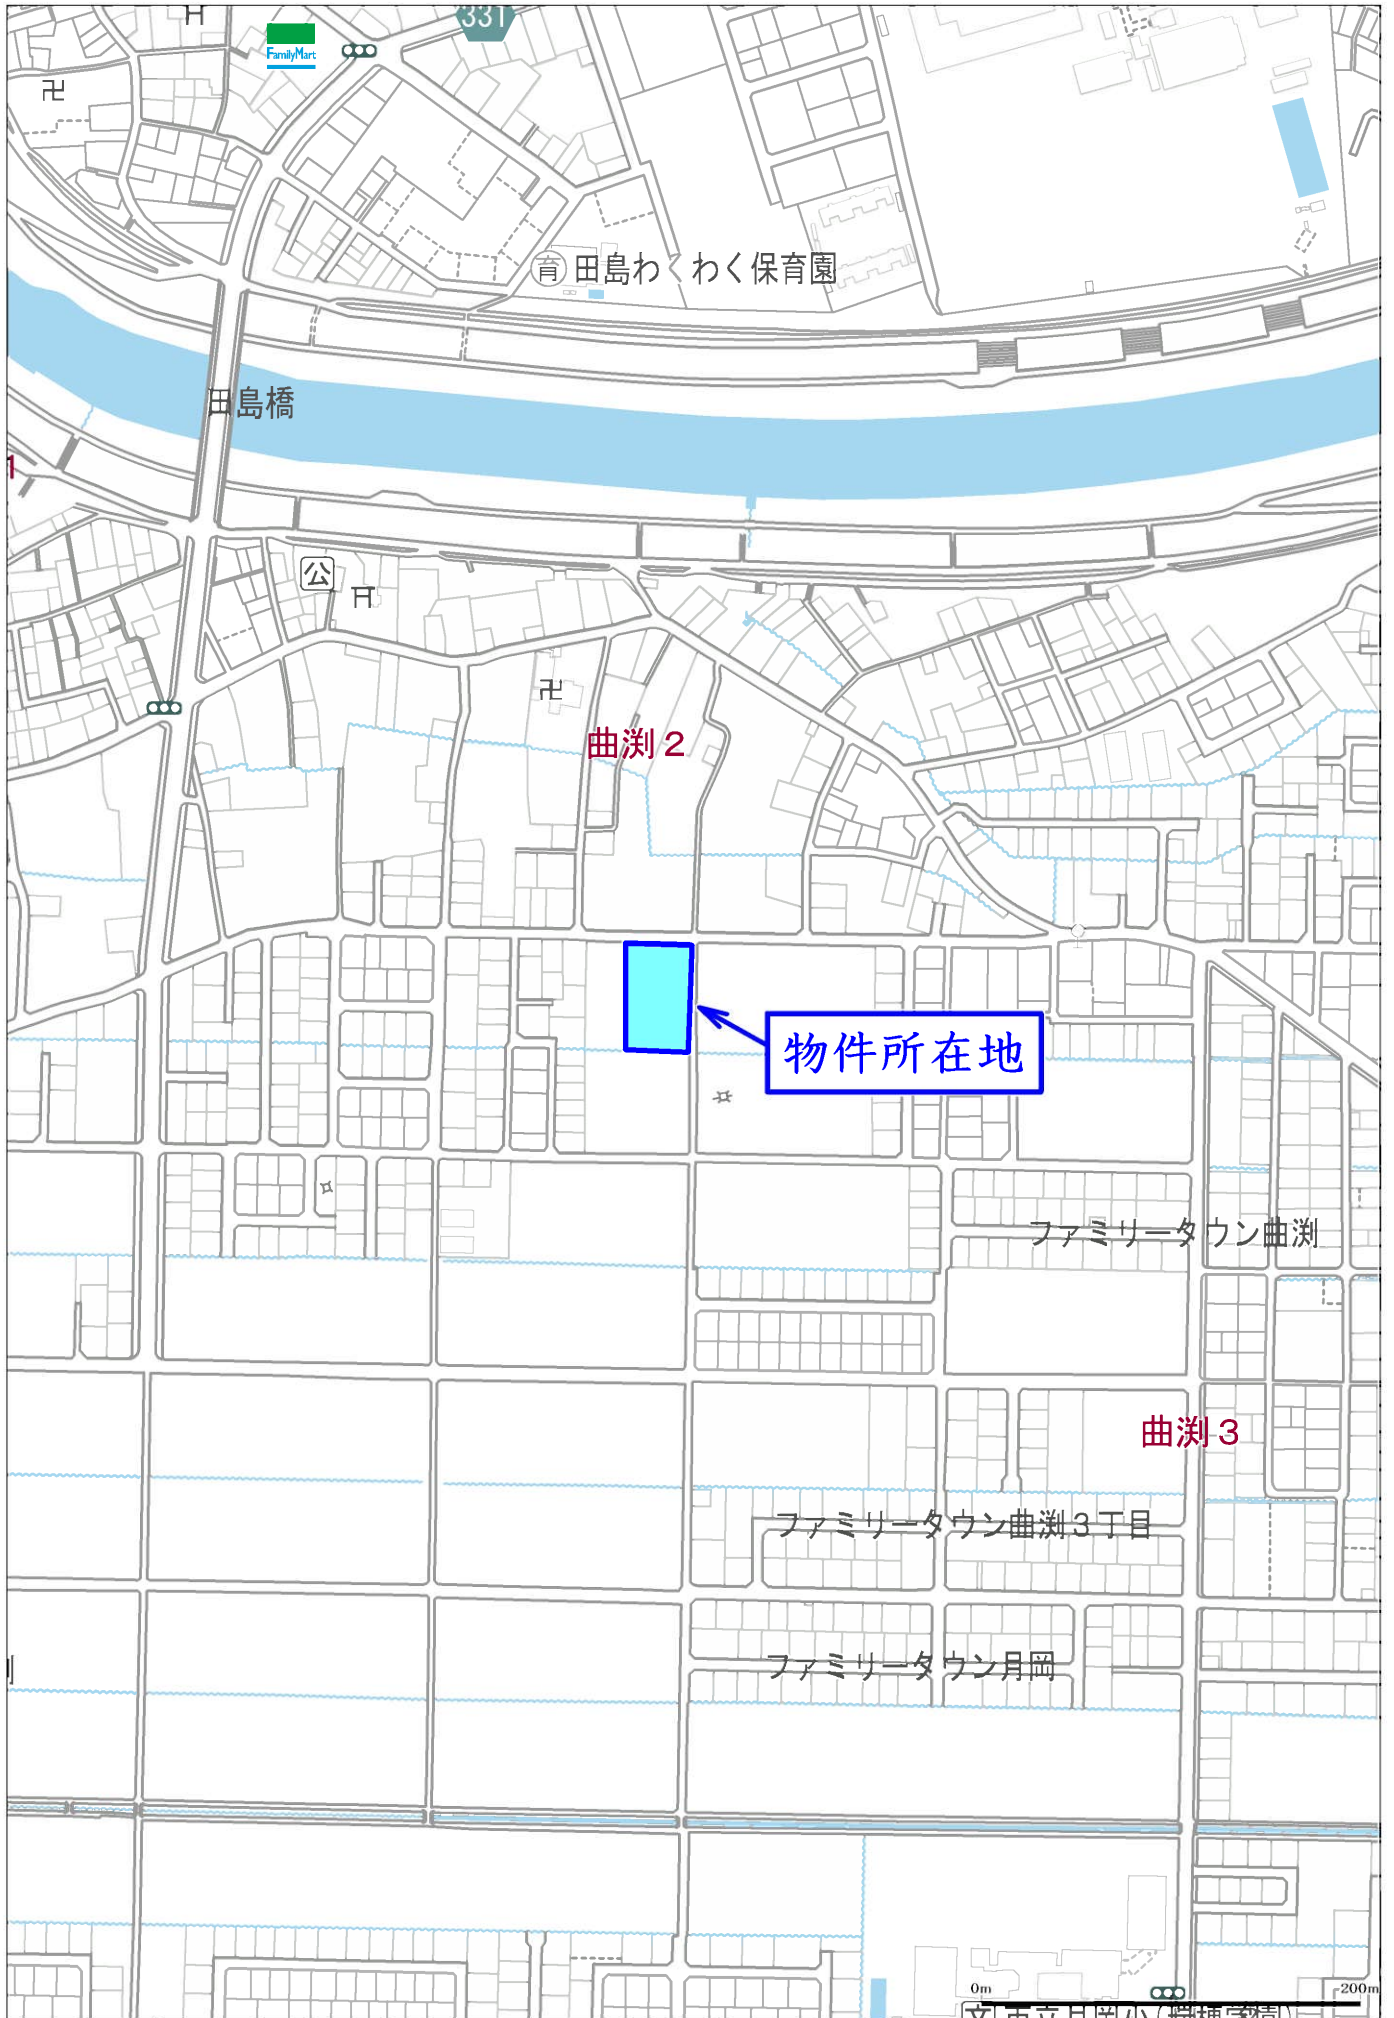 331
FamilyMart
育 田島わくわく保育園
田島橋
1
公
曲渕2
物件所在地
ファミリータウン曲渕
曲渕3
ファミリータウン曲渕3丁目
ファミリータウン月岡
0m
200m